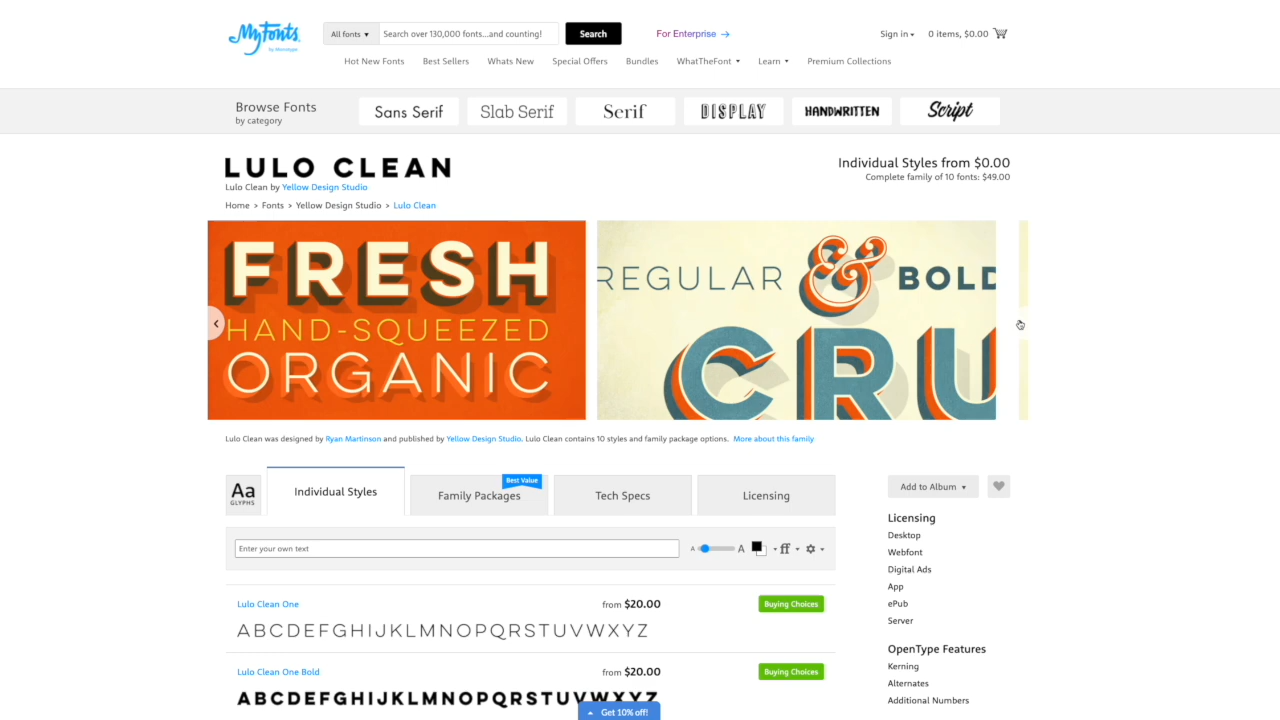 MyFonts
by Monotype
All fonts
Search over 130,000 fonts...and counting!
Search
For Enterprise →
Sign in
0 items, $0.00
Hot New Fonts
Best Sellers
Whats New
Special Offers
Bundles
WhatTheFont
Learn
Premium Collections
Browse Fonts
by category
Sans Serif
Slab Serif
Serif
DISPLAY
HANDWRITTEN
Script
LULO CLEAN
Lulo Clean by Yellow Design Studio
Individual Styles from $0.00
Complete family of 10 fonts: $49.00
Home > Fonts > Yellow Design Studio > Lulo Clean
FRESH
HAND-SQUEEZED
ORGANIC
REGULAR & BOLD
CRU
Lulo Clean was designed by Ryan Martinson and published by Yellow Design Studio. Lulo Clean contains 10 styles and family package options. More about this family
Aa
GLYPHS
Individual Styles
Best Value
Family Packages
Tech Specs
Licensing
Add to Album
Enter your own text
A A ff
Lulo Clean One
from $20.00
Buying Choices
ABCDEFGHIJKLMNOPQRSTUVWXYZ
Lulo Clean One Bold
from $20.00
Buying Choices
ABCDEFGHIJKLMNOPQRSTUVWXYZ
Get 10% off!
Licensing
Desktop
Webfont
Digital Ads
App
ePub
Server
OpenType Features
Kerning
Alternates
Additional Numbers